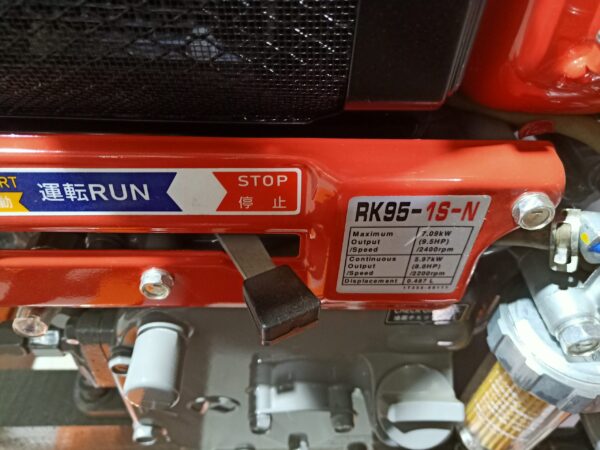 RT
動
運転RUN
STOP
停止
RK95-1S-N
Maximum Output /Speed 7.09kW (9.5HP) /2400rpm
Continuous Output /Speed 5.97kW (8.0HP) /2200rpm
Displacement 0.487 L